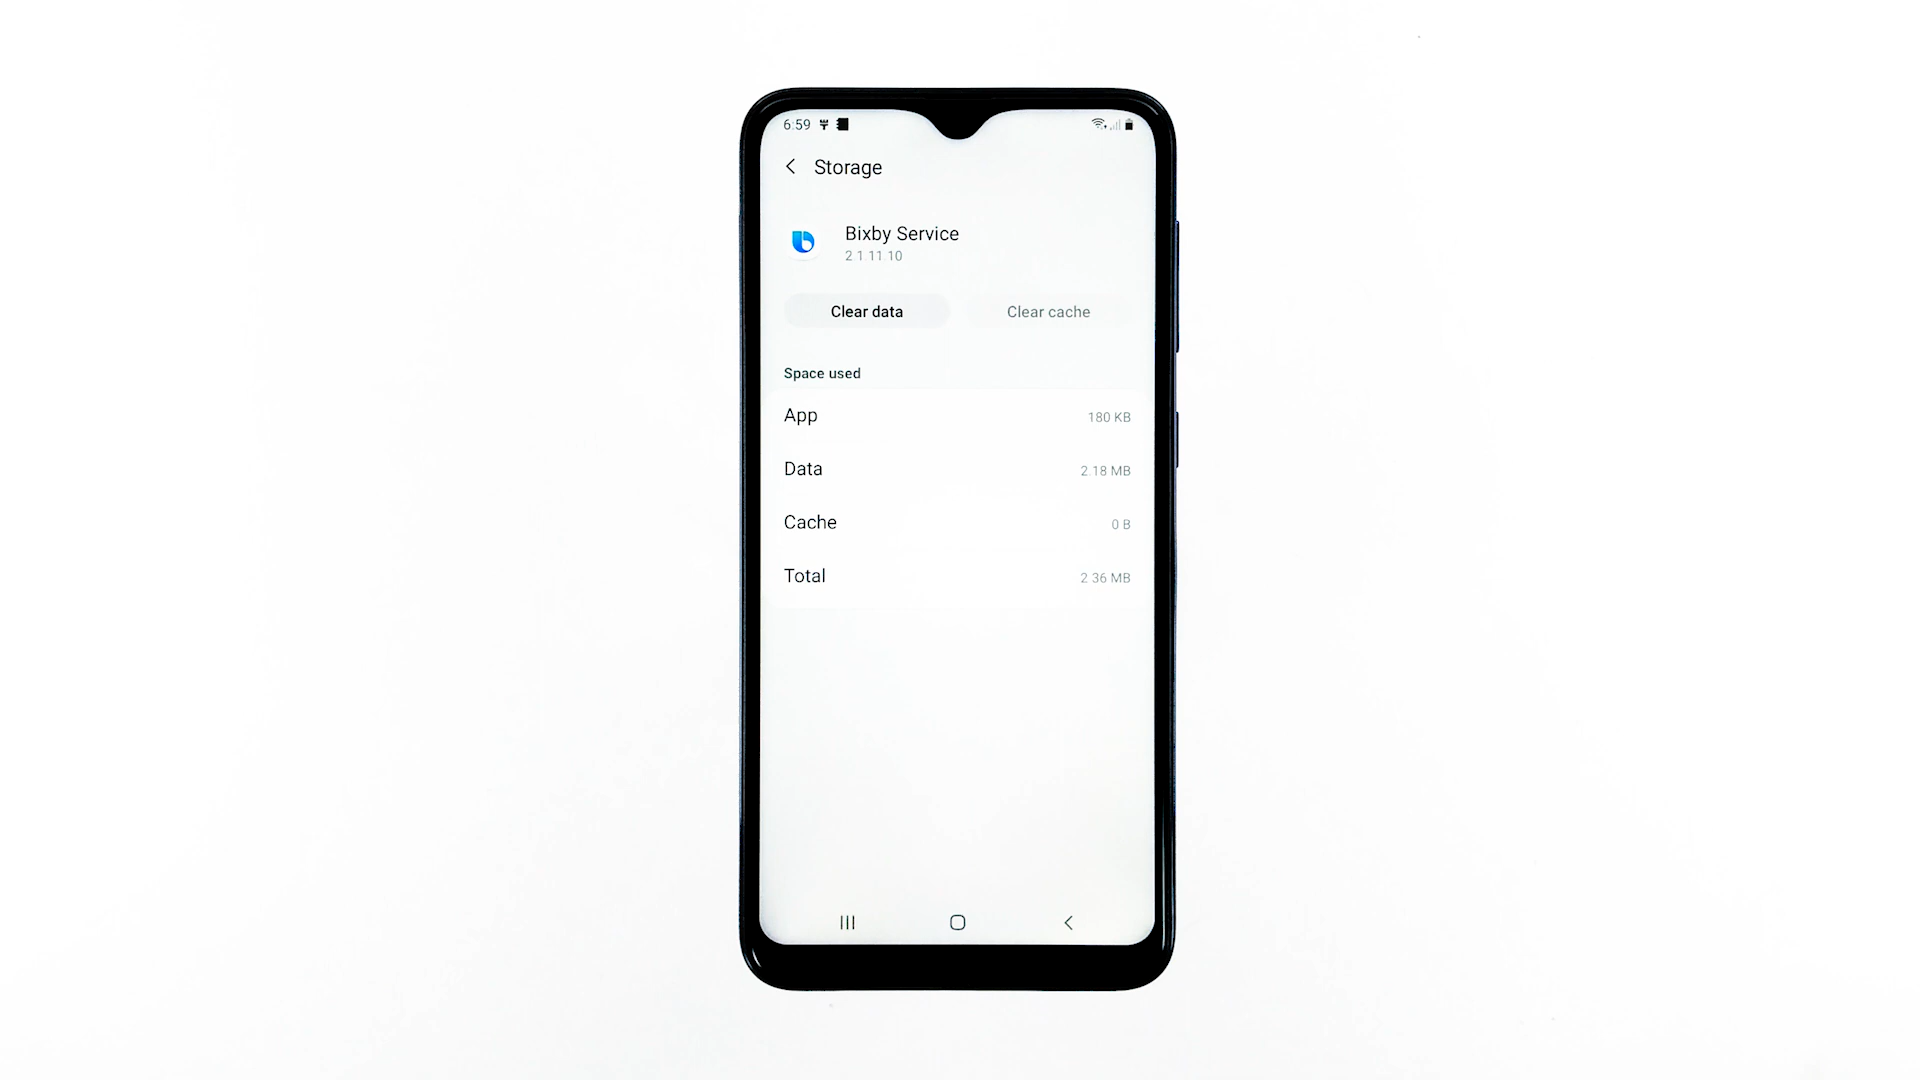 6:59
Storage
Bixby Service
2.1.11.10
Clear data Clear cache
Space used
App 180 KB
Data 2.18 MB
Cache 0 B
Total 2.36 MB